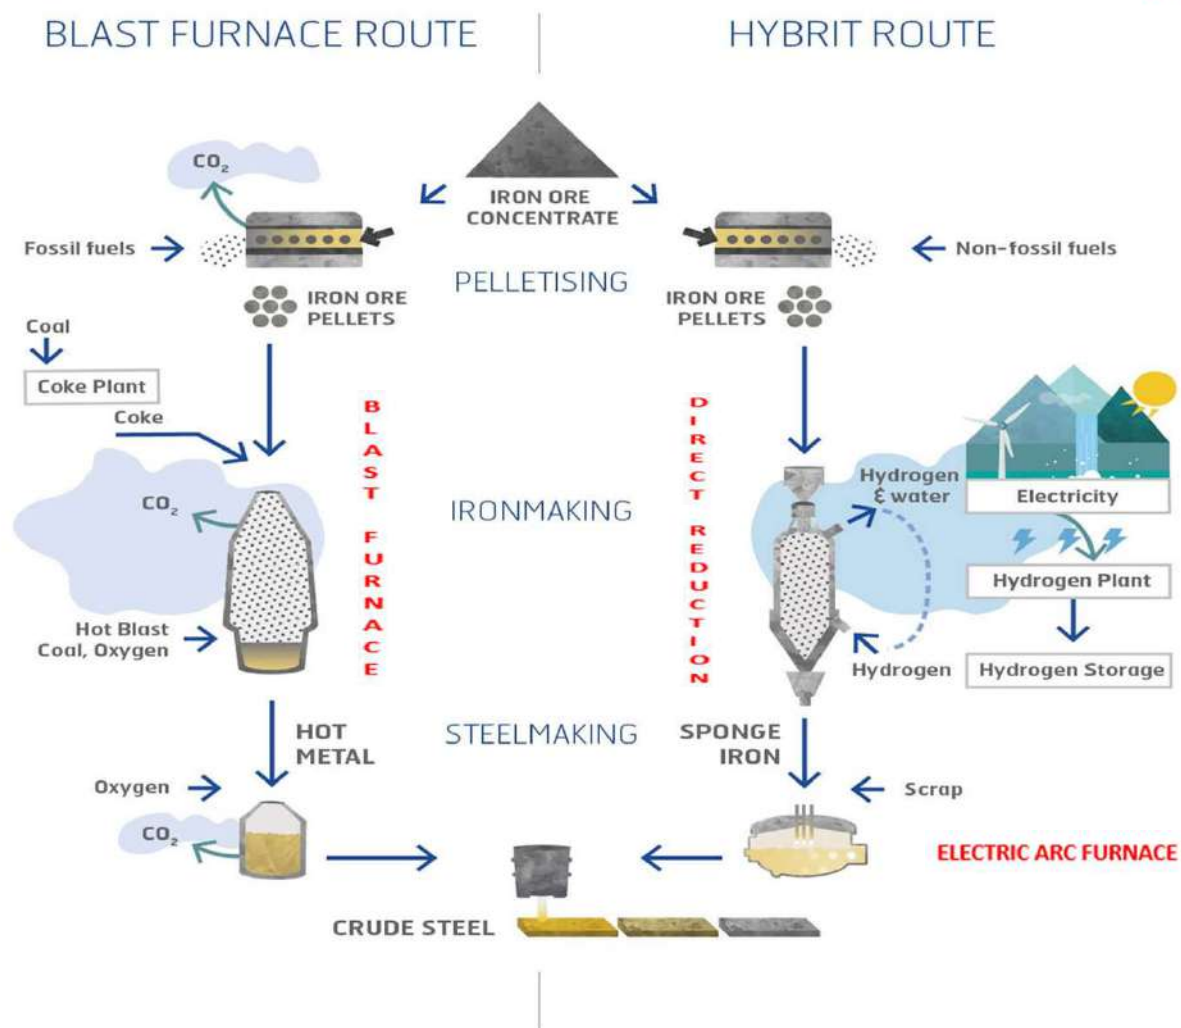 BLAST FURNACE ROUTE
HYBRIT ROUTE
CO₂
IRON ORE
CONCENTRATE
Fossil fuels
Non-fossil fuels
PELLETISING
IRON ORE
PELLETS
IRON ORE
PELLETS
Coal
Coke Plant
Coke
BLAST FURNACE
DIRECT REDUCTION
CO₂
IRONMAKING
Hydrogen
& water
Electricity
Hydrogen Plant
Hot Blast
Coal, Oxygen
Hydrogen
Hydrogen Storage
HOT
METAL
STEELMAKING
SPONGE
IRON
Oxygen
Scrap
CO₂
ELECTRIC ARC FURNACE
CRUDE STEEL